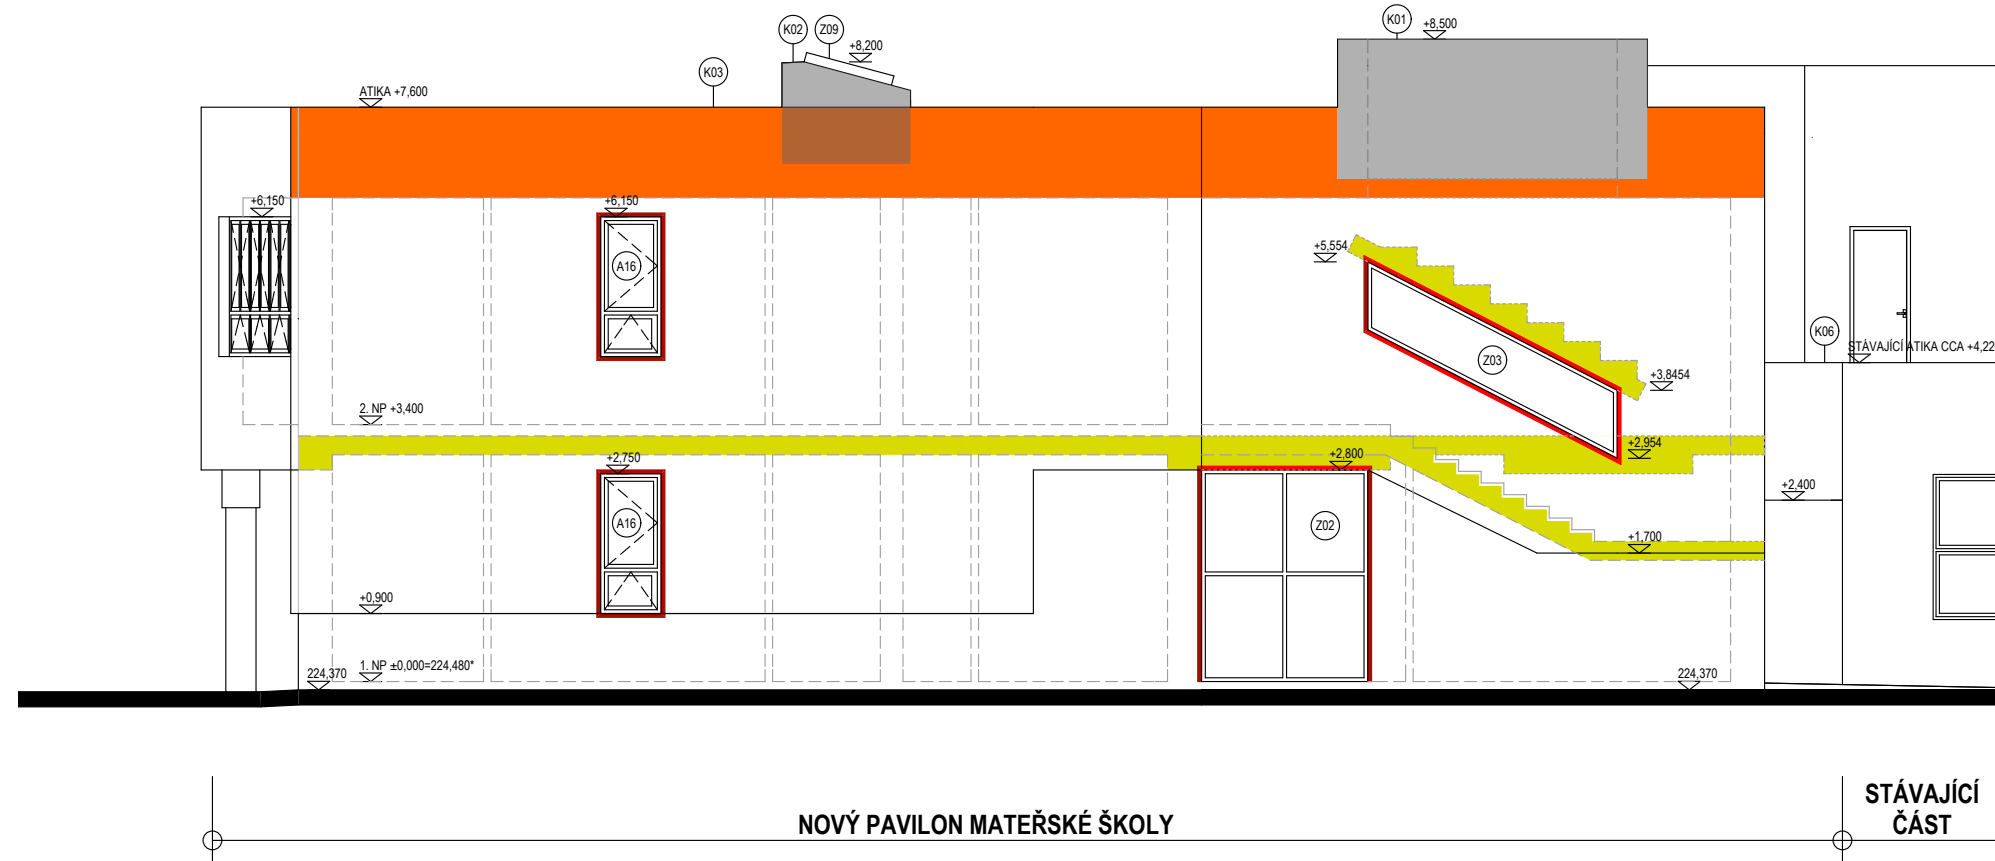 K01
+8,500
K02
Z09
+8,200
K03
ATIKA +7,600
+6,150
+6,150
+5,554
A16
K06
STÁVAJÍCÍ ATIKA CCA +4,22
Z03
+3,8454
2. NP +3,400
+2,954
+2,800
+2,750
+2,400
A16
Z02
+1,700
+0,900
1. NP ±0,000=224,480*
224,370
224,370
STÁVAJÍCÍ
ČÁST
NOVÝ PAVILON MATEŘSKÉ ŠKOLY